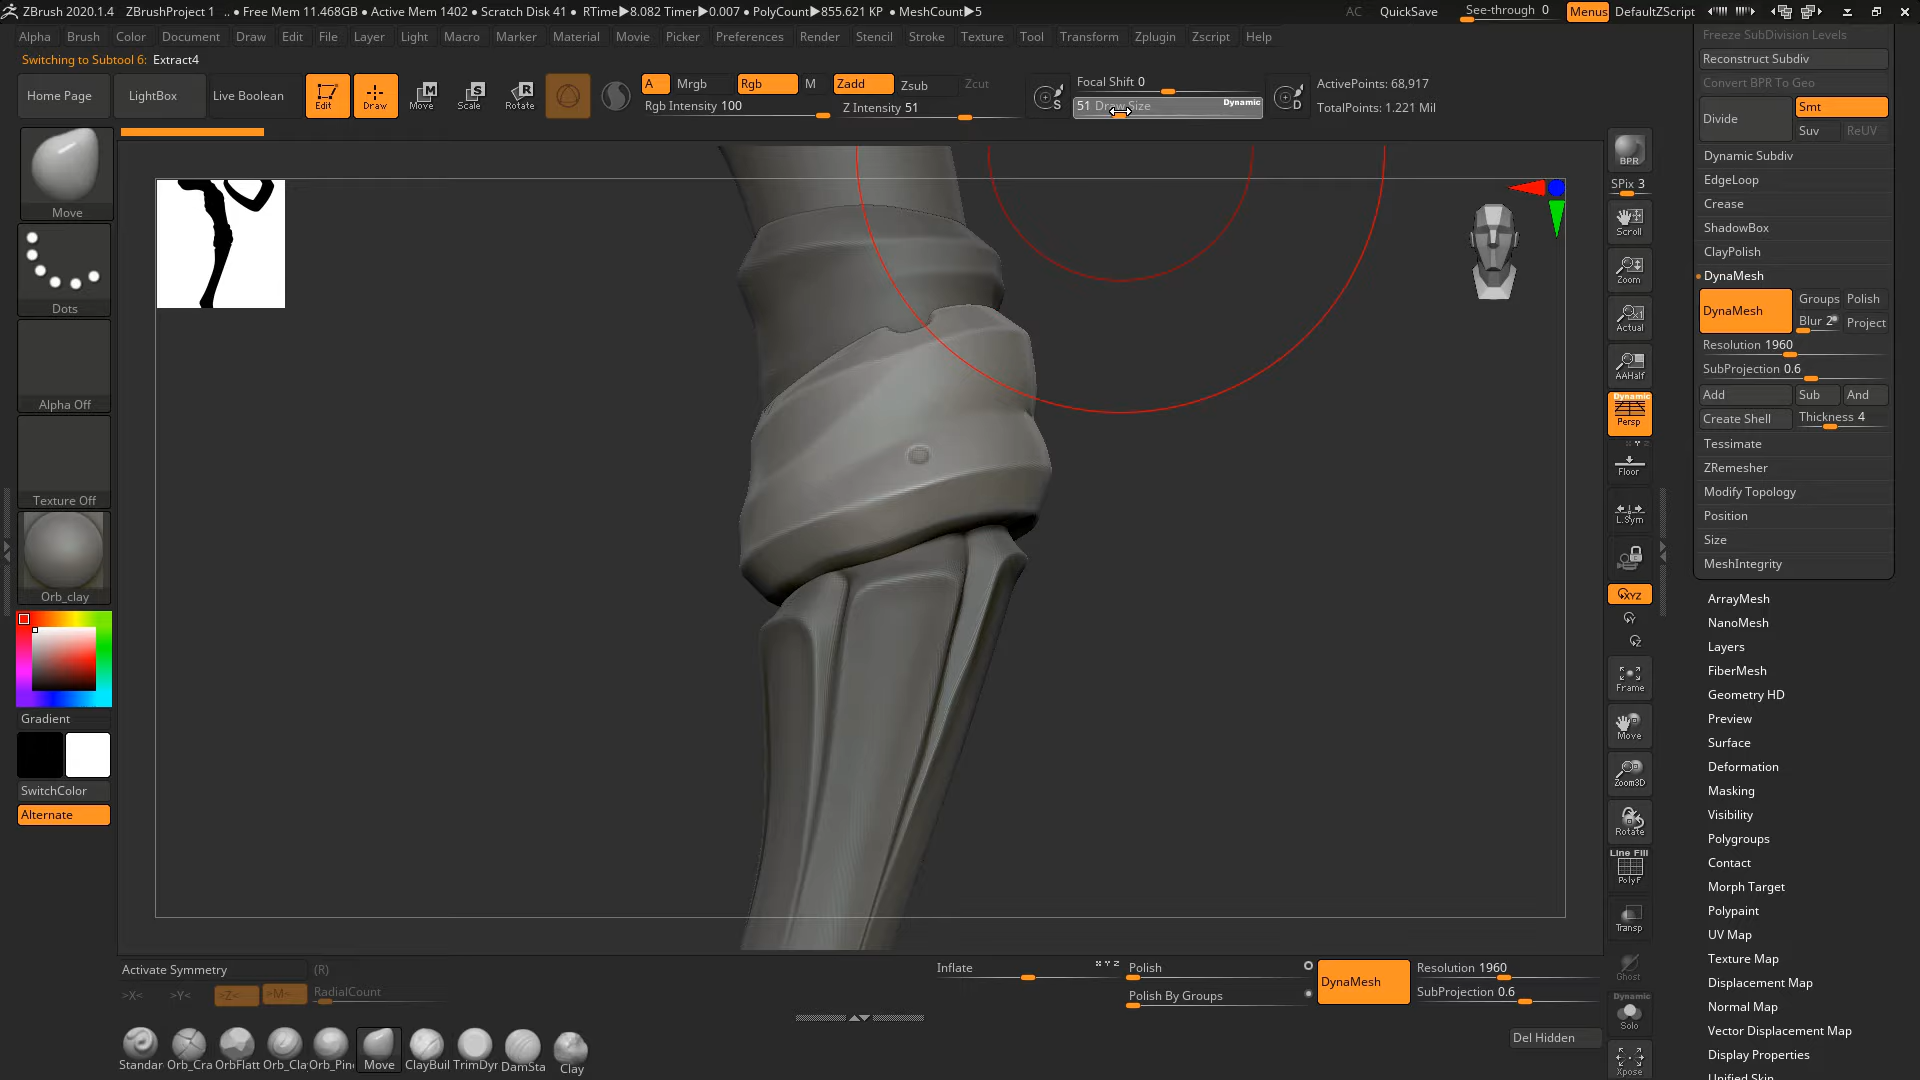 ZBrush 2020.1.4 ZBrushProject 1 .. • Free Mem 11.468GB • Active Mem 1402 • Scratch Disk 41 • RTime▶8.082 Timer▶0.007 • PolyCount▶855.621 KP • MeshCount▶5 AC QuickSave See-through 0 Menus DefaultZScript
Alpha Brush Color Document Draw Edit File Layer Light Macro Marker Material Movie Picker Preferences Render Stencil Stroke Texture Tool Transform Zplugin Zscript Help
Switching to Subtool 6: Extract4
Home Page LightBox Live Boolean Edit Draw Move Scale Rotate
A Mrgb Rgb M Zadd Zsub Zcut
Rgb Intensity 100 Z Intensity 51
S Focal Shift 0
51 Draw Size Dynamic D
ActivePoints: 68,917
TotalPoints: 1.221 Mil
Move
Dots
Alpha Off
Texture Off
Orb_clay
Gradient
SwitchColor
Alternate
BPR
SPix 3
Scroll
Zoom
Actual
AAHalf
Dynamic
Persp
Floor
L.Sym
XYZ
Y
Z
Frame
Move
Zoom3D
Rotate
Line Fill
PolyF
Transp
Ghost
Dynamic
Solo
Xpose
Freeze SubDivision Levels
Reconstruct Subdiv
Convert BPR To Geo
Divide Smt
Suv ReUV
Dynamic Subdiv
EdgeLoop
Crease
ShadowBox
ClayPolish
DynaMesh
DynaMesh Groups Polish
Blur 2 Project
Resolution 1960
SubProjection 0.6
Add Sub And
Create Shell Thickness 4
Tessimate
ZRemesher
Modify Topology
Position
Size
MeshIntegrity
ArrayMesh
NanoMesh
Layers
FiberMesh
Geometry HD
Preview
Surface
Deformation
Masking
Visibility
Polygroups
Contact
Morph Target
Polypaint
UV Map
Texture Map
Displacement Map
Normal Map
Vector Displacement Map
Display Properties
Unified Skin
Activate Symmetry (R)
>X< >Y< >Z< >M< RadialCount
Inflate X Y Z Polish
Polish By Groups
DynaMesh Resolution 1960
SubProjection 0.6
Del Hidden
Standar Orb_Cra OrbFlatt Orb_Cla Orb_Pin Move ClayBuil TrimDyr DamSta Clay